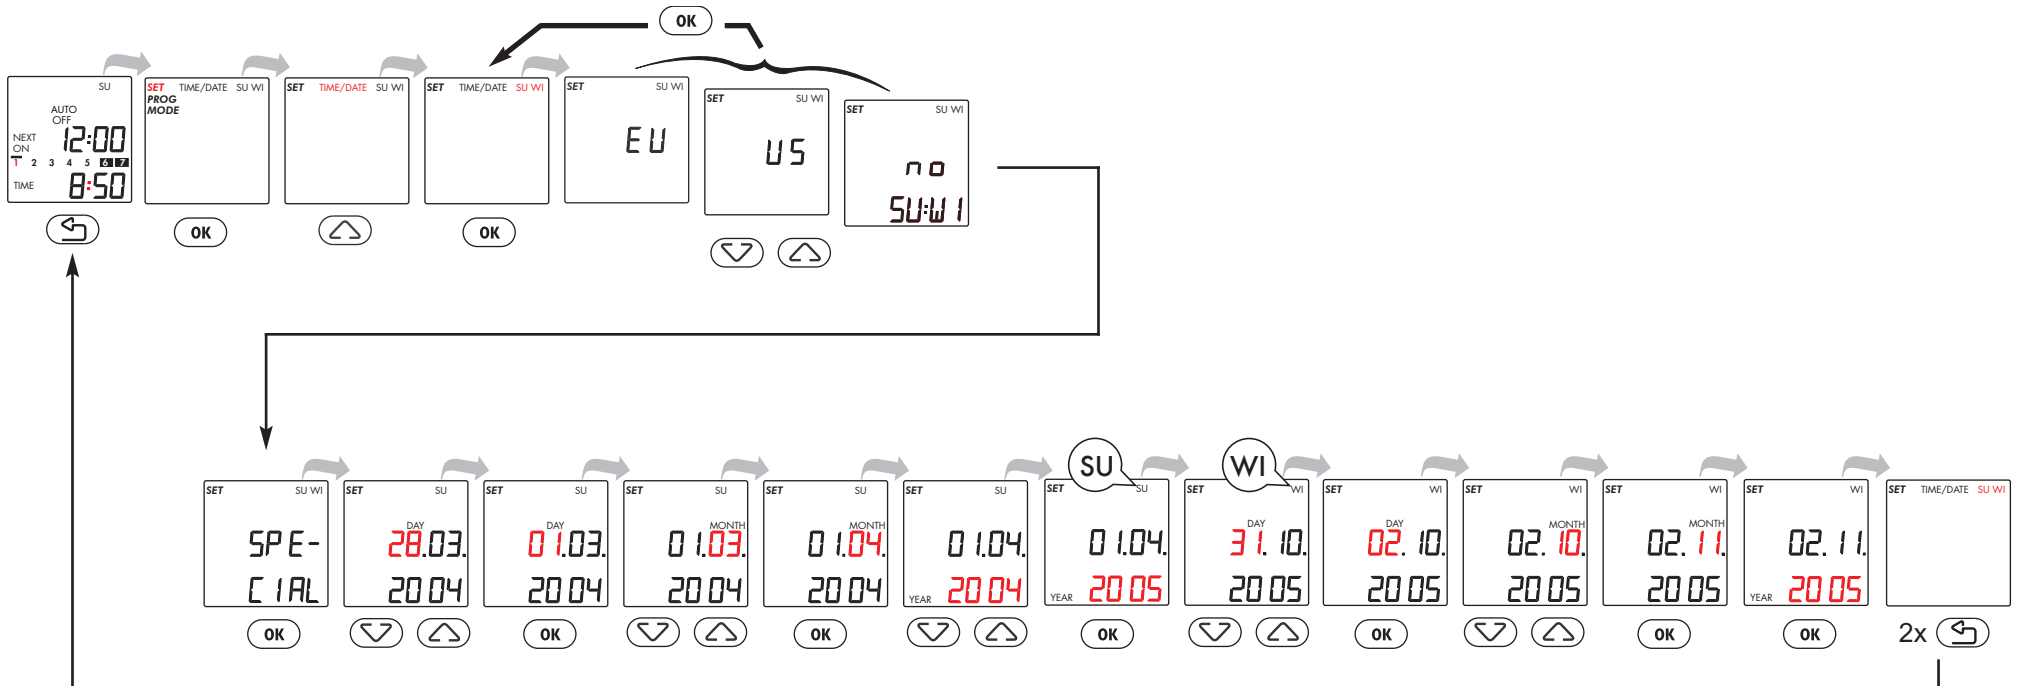 OK
SU
AUTO
OFF
NEXT
ON
12:00
1 2 3 4 5 6 7
TIME
8:50
SET TIME/DATE SU WI
PROG
MODE
OK
SET TIME/DATE SU WI
SET TIME/DATE SU WI
OK
SET SU WI
EU
SET SU WI
US
SET SU WI
no
SU:WI
SET SU WI
SPE-
CIAL
OK
SET SU
DAY
28.03.
2004
SET SU
DAY
01.03.
2004
OK
SET SU
MONTH
01.03.
2004
SET SU
MONTH
01.04.
2004
OK
SET SU
01.04.
YEAR 2004
SU
SET SU
01.04.
YEAR 2005
OK
WI
SET WI
DAY
31.10.
2005
SET WI
DAY
02.10.
2005
OK
SET WI
MONTH
02.10.
2005
SET WI
MONTH
02.11.
2005
OK
SET WI
02.11.
YEAR 2005
OK
SET TIME/DATE SU WI
2x